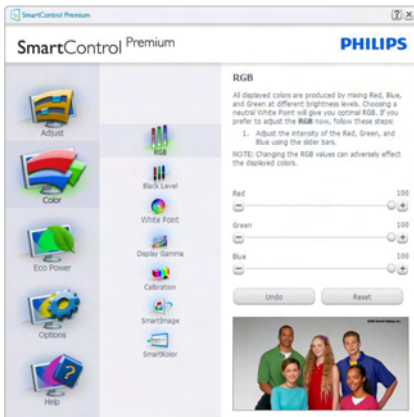 SmartControl Premium
SmartControl Premium
PHILIPS
Adjust
Color
Eco Power
Options
Help
RGB
Black Level
White Point
Display Gamma
Calibration
SmartImage
SmartKolor
RGB
All displayed colors are produced by mixing Red, Blue,
and Green at different brightness levels. Choosing a
neutral White Point will give you optimal RGB. If you
prefer to adjust the RGB now, follow these steps:
1. Adjust the intensity of the Red, Green, and
Blue using the slider bars.
NOTE: Changing the RGB values can adversely effect
the displayed colors.
Red 100
Green 100
Blue 100
Undo Reset